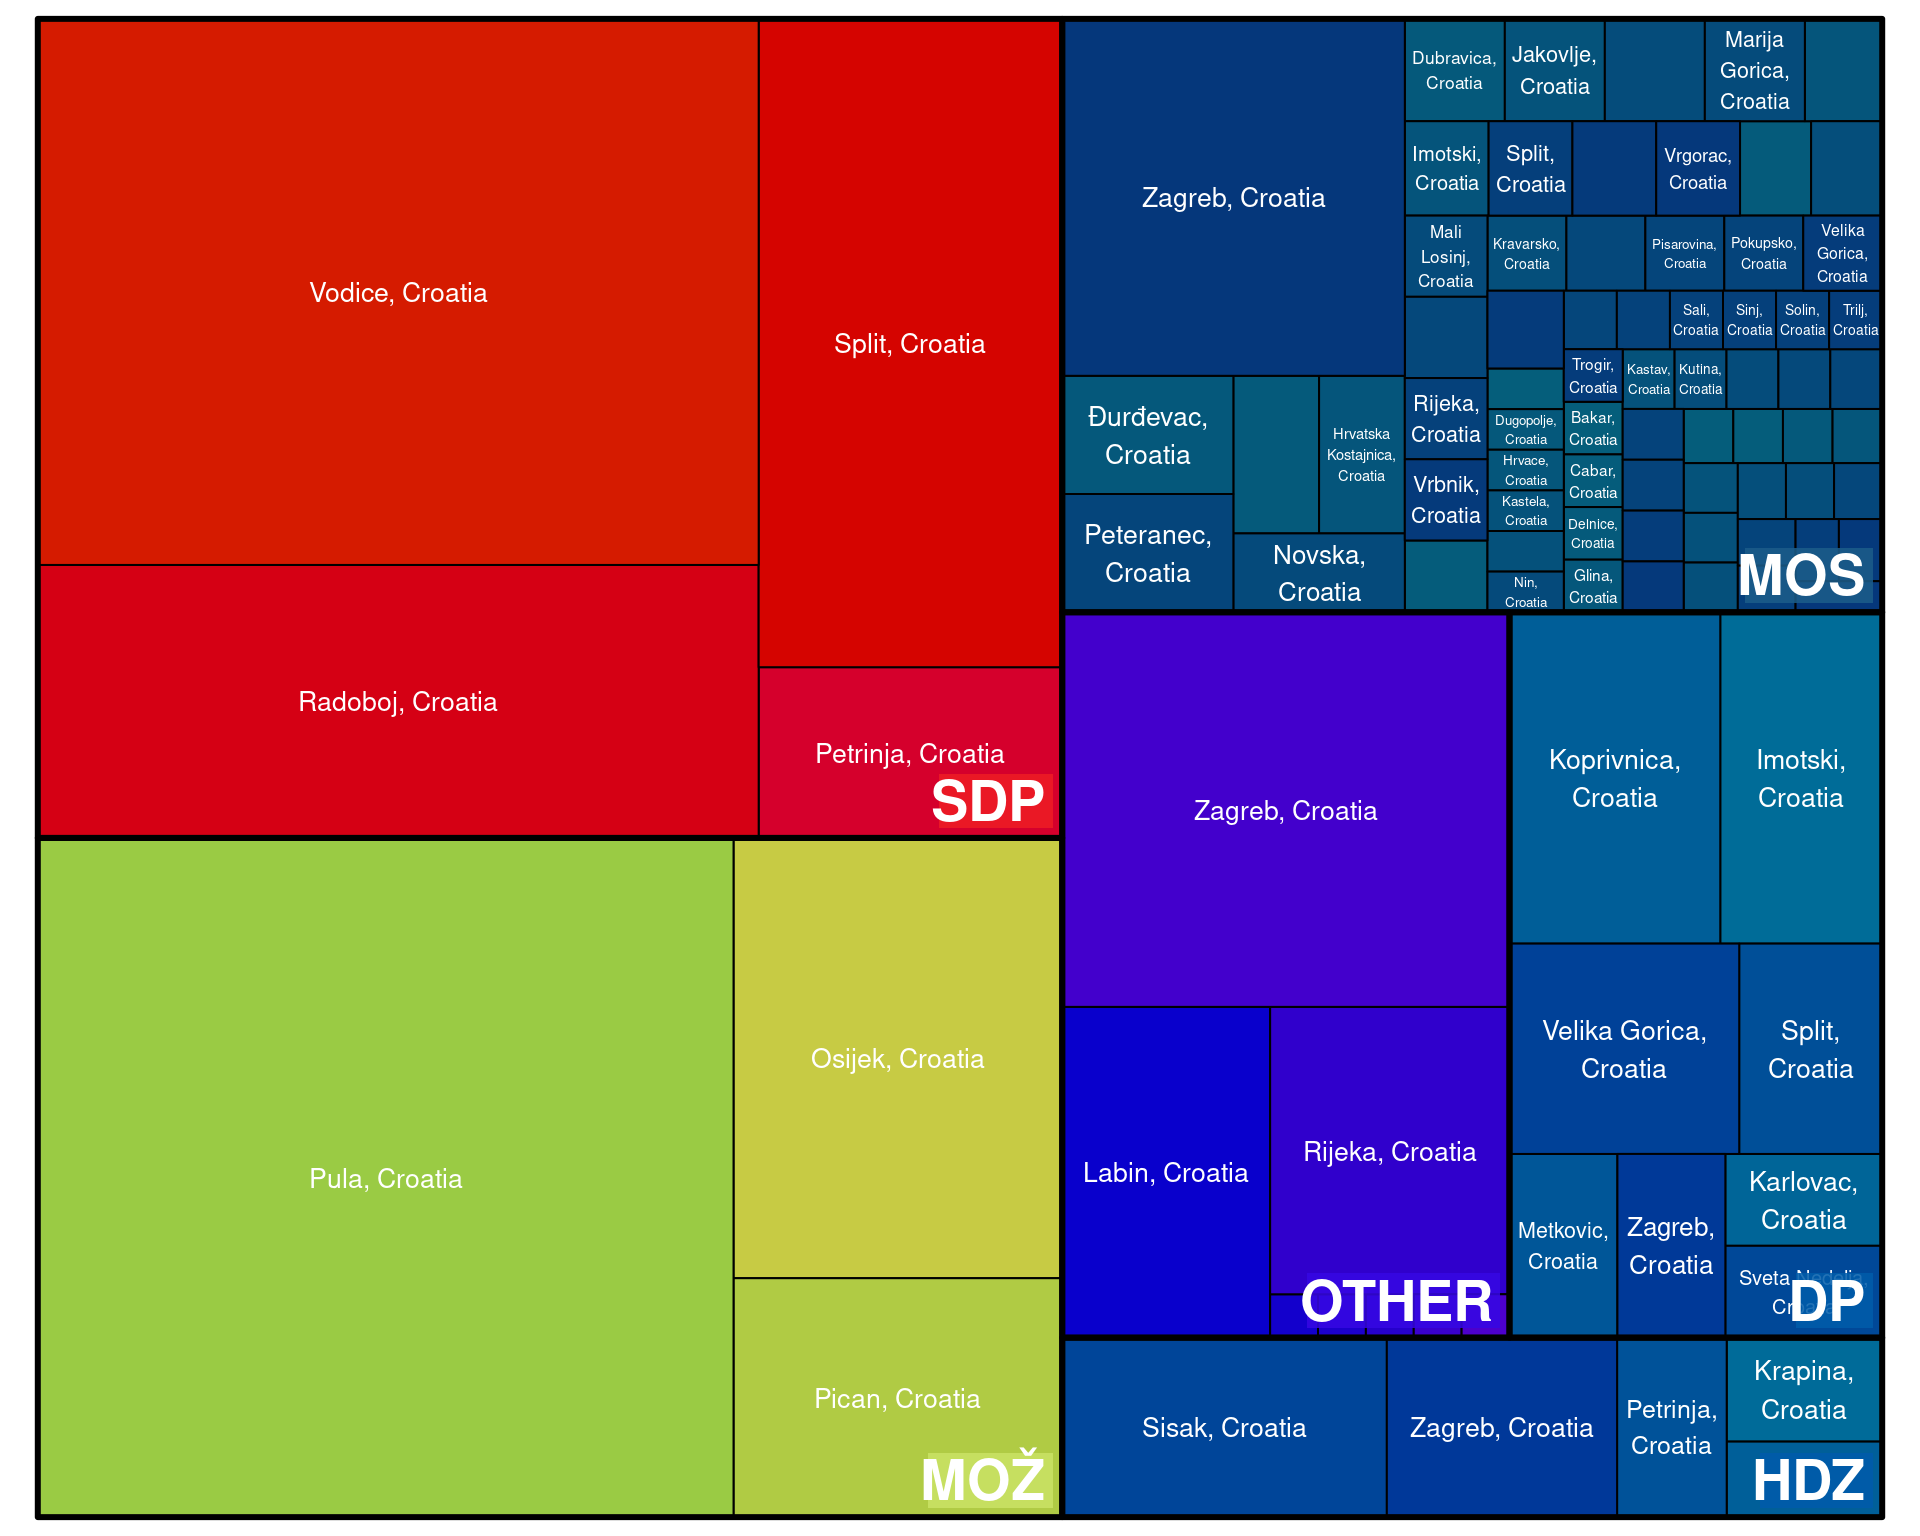 Vodice, Croatia
Split, Croatia
Radoboj, Croatia
Petrinja, Croatia
SDP
Pula, Croatia
Osijek, Croatia
Pican, Croatia
MOŽ
Zagreb, Croatia
Đurđevac,
Croatia
Peteranec,
Croatia
Hrvatska
Kostajnica,
Croatia
Novska,
Croatia
Dubravica,
Croatia
Jakovlje,
Croatia
Marija
Gorica,
Croatia
Imotski,
Croatia
Split,
Croatia
Vrgorac,
Croatia
Mali
Losinj,
Croatia
Kravarsko,
Croatia
Pisarovina,
Croatia
Pokupsko,
Croatia
Velika
Gorica,
Croatia
Rijeka,
Croatia
Vrbnik,
Croatia
Sali,
Croatia
Sinj,
Croatia
Solin,
Croatia
Trilj,
Croatia
Trogir,
Croatia
Kastav,
Croatia
Kutina,
Croatia
Dugopolje,
Croatia
Bakar,
Croatia
Hrvace,
Croatia
Cabar,
Croatia
Kastela,
Croatia
Delnice,
Croatia
Nin,
Croatia
Glina,
Croatia
MOS
Zagreb, Croatia
Labin, Croatia
Rijeka, Croatia
OTHER
Koprivnica,
Croatia
Imotski,
Croatia
Velika Gorica,
Croatia
Split,
Croatia
Metkovic,
Croatia
Zagreb,
Croatia
Karlovac,
Croatia
Sveta Nedelja,
Croatia
DP
Sisak, Croatia
Zagreb, Croatia
Petrinja,
Croatia
Krapina,
Croatia
HDZ